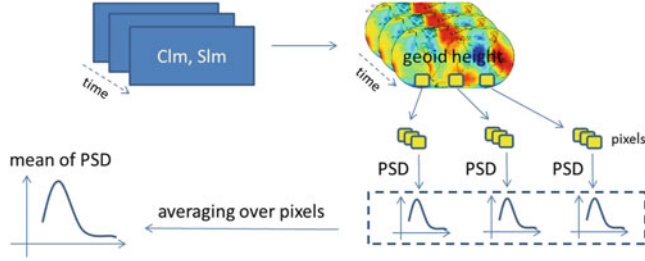 Clm, Slm
time
geoid height
time
pixels
PSD
PSD
PSD
mean of PSD
averaging over pixels